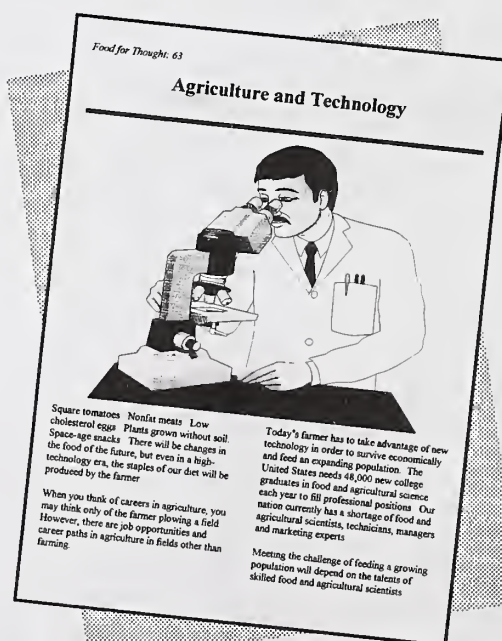 Food for Thought: 63
Agriculture and Technology
Square tomatoes Nonfat meats Low
cholesterol eggs Plants grown without soil.
Space-age snacks There will be changes in
the food of the future, but even in a high-
technology era, the staples of our diet will be
produced by the farmer
When you think of careers in agriculture, you
may think only of the farmer plowing a field
However, there are job opportunities and
career paths in agriculture in fields other than
farming.
Today's farmer has to take advantage of new
technology in order to survive economically
and feed an expanding population. The
United States needs 48,000 new college
graduates in food and agricultural science
each year to fill professional positions Our
nation currently has a shortage of food and
agricultural scientists, technicians, managers
and marketing experts
Meeting the challenge of feeding a growing
population will depend on the talents of
skilled food and agricultural scientists